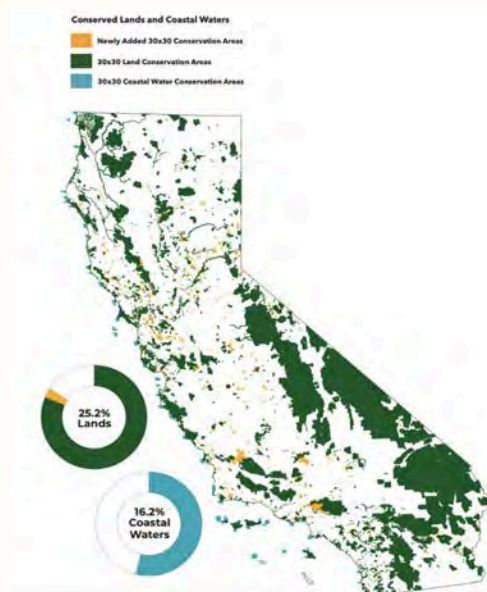 Conserved Lands and Coastal Waters
Newly Added 30x30 Conservation Areas
30x30 Land Conservation Areas
30x30 Coastal Water Conservation Areas
25.2%
Lands
16.2%
Coastal
Waters